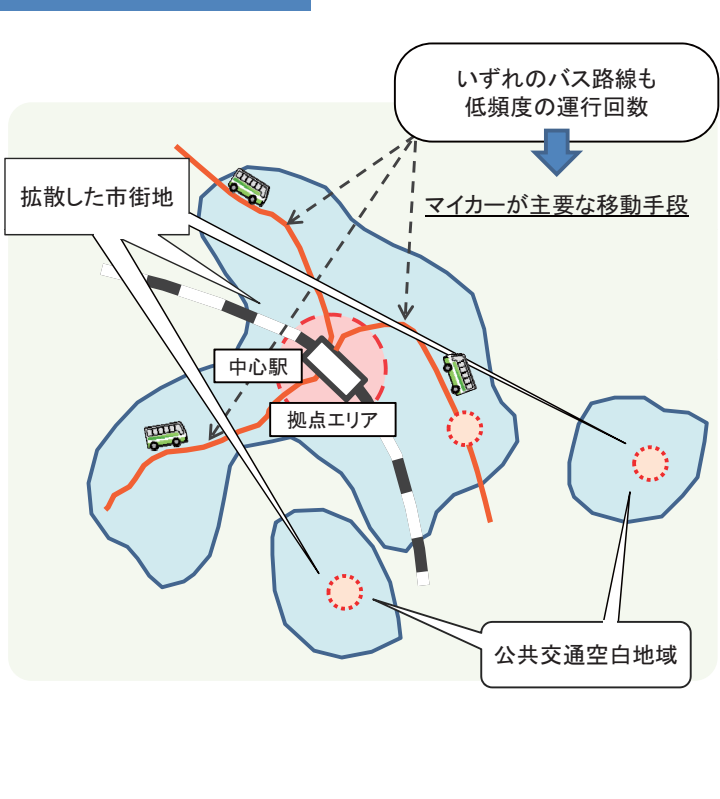 いずれのバス路線も
低頻度の運行回数
マイカーが主要な移動手段
拡散した市街地
中心駅
拠点エリア
公共交通空白地域